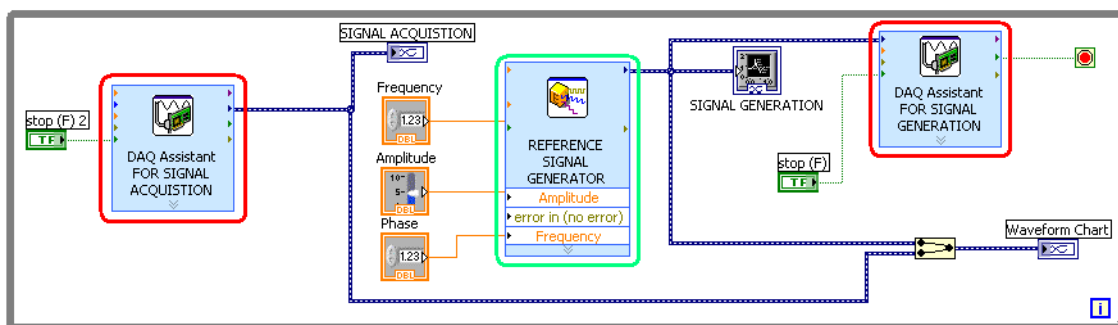 SIGNAL ACQUISTION
stop (F) 2
TF
DAQ Assistant
FOR SIGNAL
ACQUISTION
Frequency
1.23
DBL
Amplitude
10
5
DBL
Phase
1.23
DBL
REFERENCE
SIGNAL
GENERATOR
Amplitude
error in (no error)
Frequency
SIGNAL GENERATION
stop (F)
TF
DAQ Assistant
FOR SIGNAL
GENERATION
Waveform Chart
i